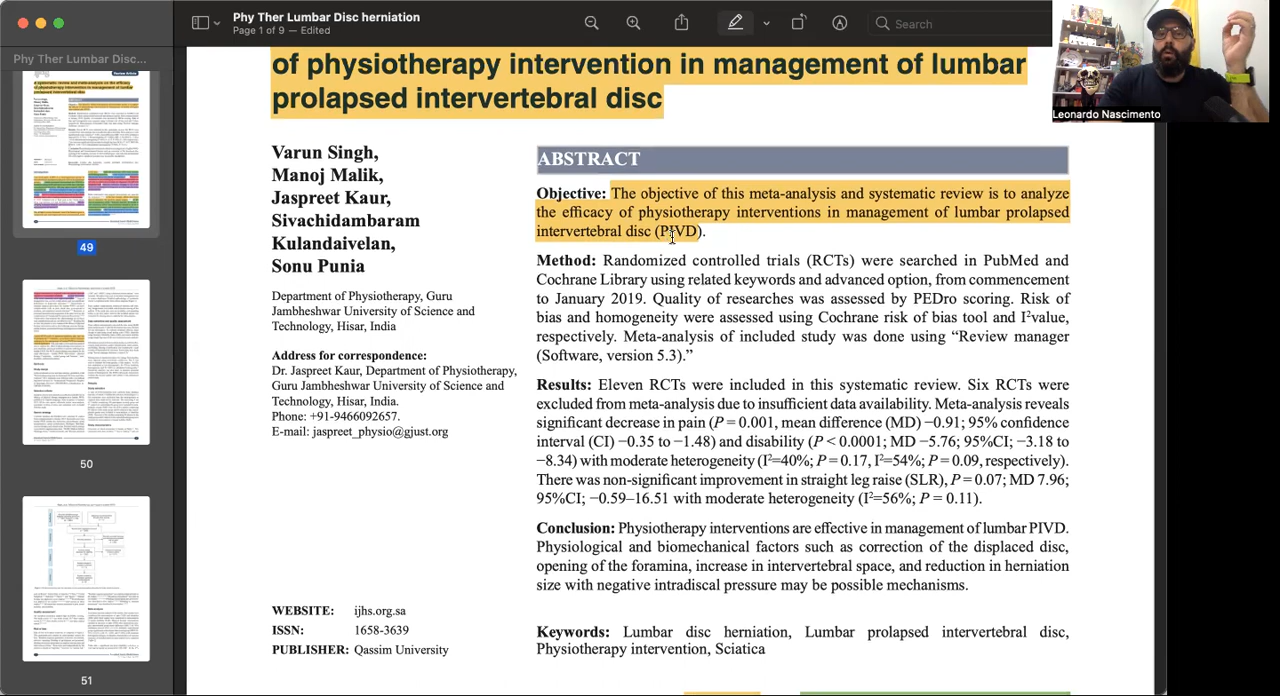 Phy Ther Lumbar Disc herniation
Page 1 of 9 — Edited
Search
Phy Ther Lumbar Disc...
49
50
51
Leonardo Nascimento
of physiotherapy intervention in management of lumbar
prolapsed intervertebral disc
Varun Singh,
Manoj Malik,
Jaspreet Kaur,
Sivachidambaram
Kulandaivelan,
Sonu Punia
Department of Physiotherapy, Guru
Jambheshwar University of Science and
Technology, Hisar, India
Address for correspondence:
Dr. Jaspreet Kaur, Department of Physiotherapy,
Guru Jambheshwar University of Science and
Technology, Hisar, India.
Phone: +91-9466092657.
E-mail: jaspreet_physio@gjust.org
WEBSITE: ijhs.org.sa
ISSN: 1658-3639
PUBLISHER: Qassim University
ABSTRACT
Objective: The objective of this meta-analysis and systematic review is to analyze
the efficacy of physiotherapy interventions in management of lumbar prolapsed
intervertebral disc (PIVD).
Method: Randomized controlled trials (RCTs) were searched in PubMed and
Cochrane Library using related keywords and advanced option, from commencement
to January 2019. Quality of researches was assessed by PEDro scoring. Risk of
bias and homogeneity were assessed using Cochrane risk of bias tool and I²value,
respectively. Meta-analysis of included study was done using “Review manager
(Software, version 5.3).”
Results: Eleven RCTs were included in this systematic review. Six RCTs were
excluded from meta-analysis due to insufficient data availability. Meta-analysis reveals
significant decrease in pain (P = 0.001; mean difference (MD) −0.91; 95% confidence
interval (CI) −0.35 to −1.48) and disability (P < 0.0001; MD −5.76; 95%CI; −3.18 to
−8.34) with moderate heterogeneity (I²=40%; P = 0.17, I²=54%; P = 0.09, respectively).
There was non-significant improvement in straight leg raise (SLR), P = 0.07; MD 7.96;
95%CI; −0.59–16.51 with moderate heterogeneity (I²=56%; P = 0.11).
Conclusion: Physiotherapy interventions are effective in management of lumbar PIVD.
Physiological and biomechanical factors such as correction of the displaced disc,
opening of the foramina, increase in intervertebral space, and reduction in herniation
size with negative intradiscal pressure may be possible mechanisms.
Keywords: Lumbar disc herniation, Lumbar prolapsed intervertebral disc,
Physiotherapy intervention, Sciatica